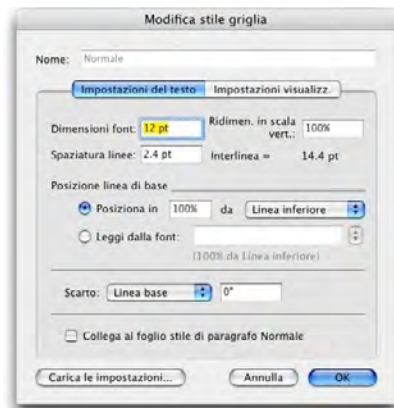 Modifica stile griglia
Nome: Normale
Impostazioni del testo Impostazioni visualizz.
Dimensioni font: 12 pt Ridimen. in scala vert.: 100%
Spaziatura linee: 2.4 pt Interlinea = 14.4 pt
Posizione linea di base
Posiziona in 100% da Linea inferiore
Leggi dalla font:
(100% da Linea inferiore)
Scarto: Linea base 0"
Collega al foglio stile di paragrafo Normale
Carica le impostazioni... Annulla OK